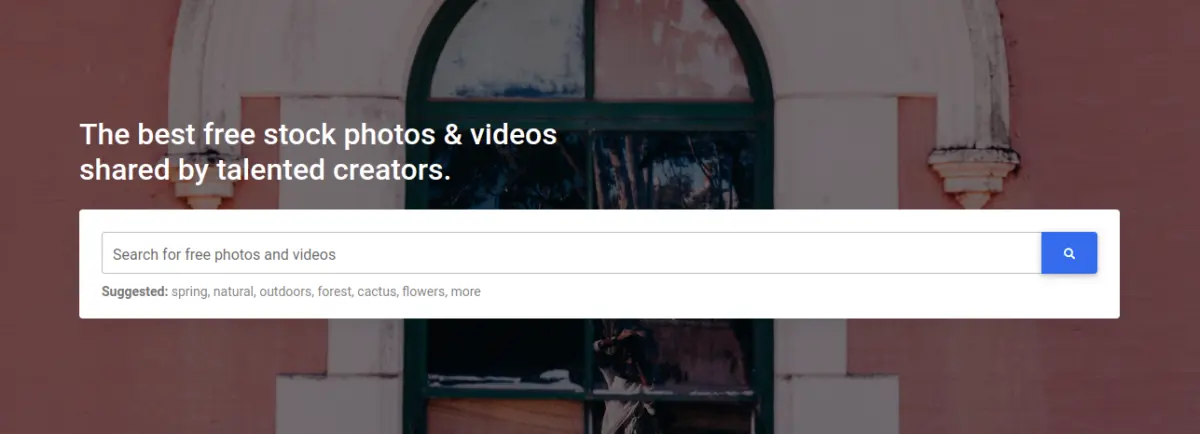 The best free stock photos & videos
shared by talented creators.
Search for free photos and videos
Suggested: spring, natural, outdoors, forest, cactus, flowers, more